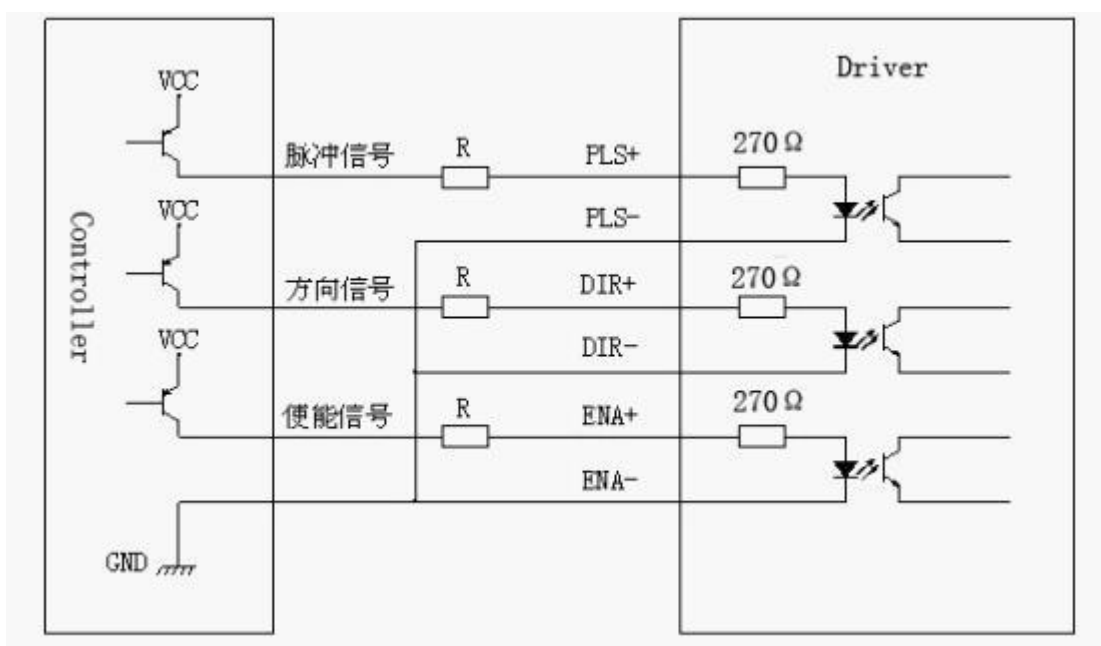 Driver
VCC
脉冲信号
R
PLS+
270Ω
PLS-
VCC
方向信号
R
DIR+
270Ω
DIR-
Controller
VCC
使能信号
R
ENA+
270Ω
ENA-
GND